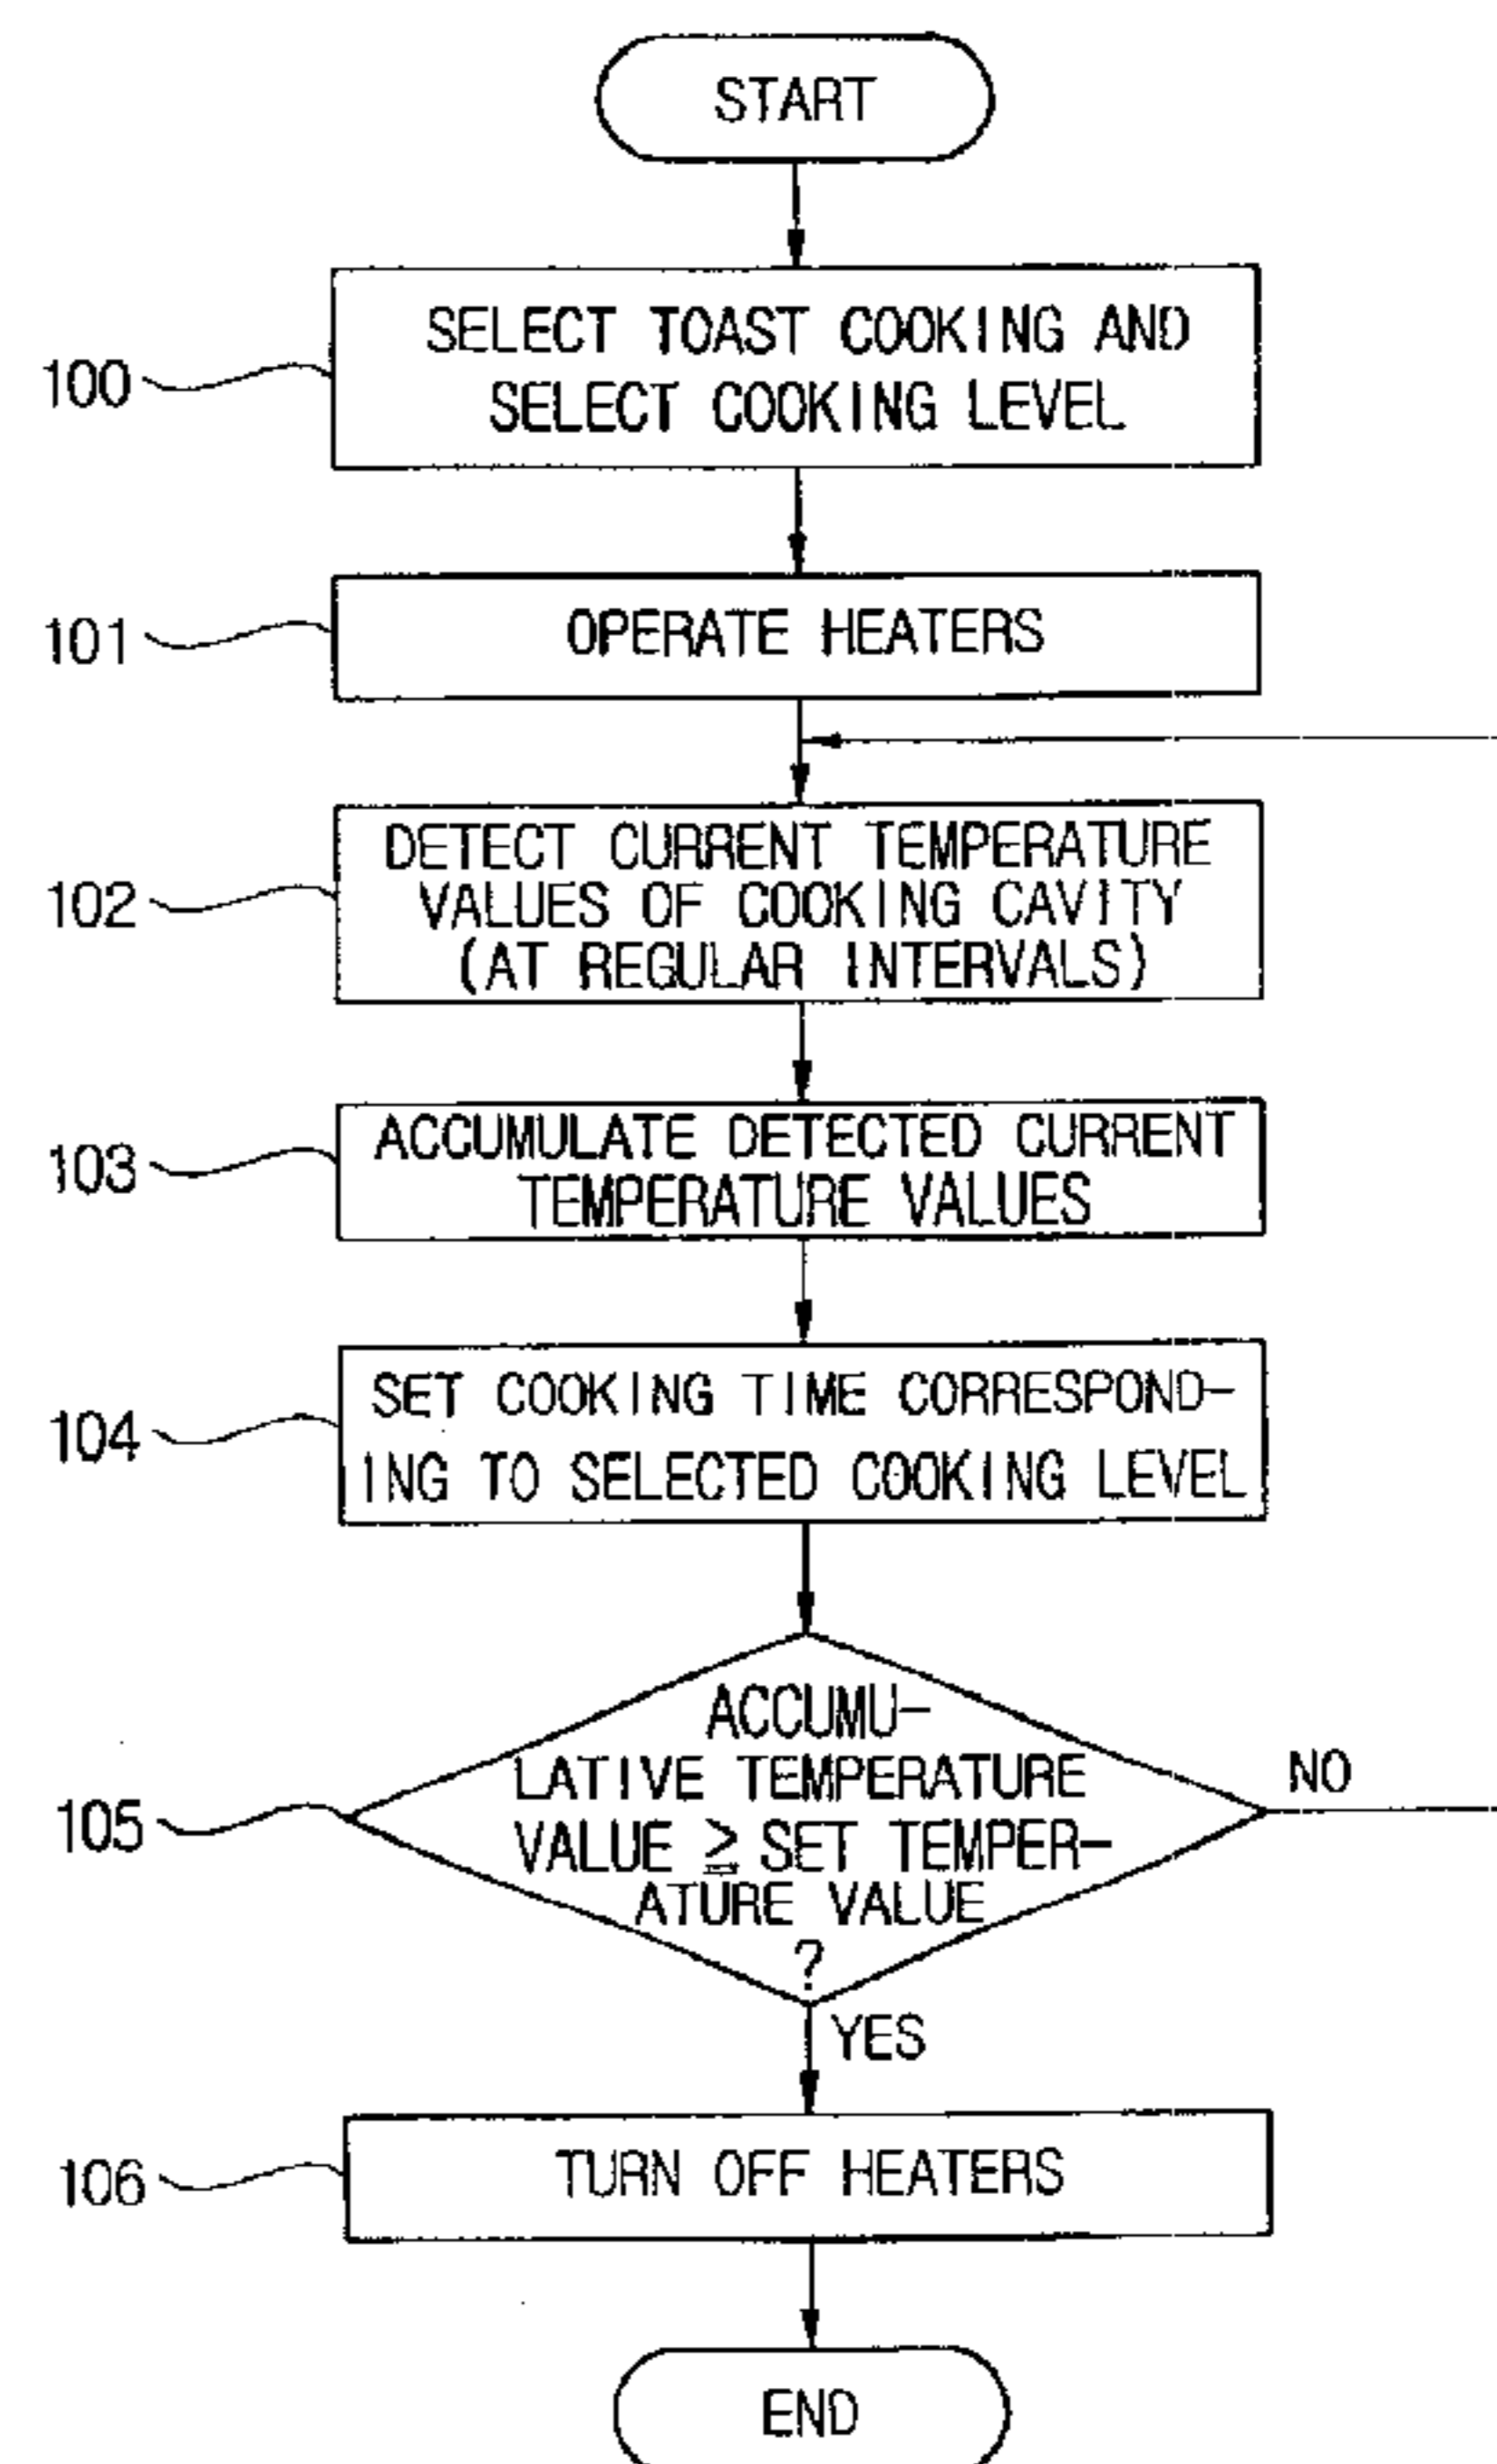 START
100
SELECT TOAST COOKING AND
SELECT COOKING LEVEL
101
OPERATE HEATERS
102
DETECT CURRENT TEMPERATURE
VALUES OF COOKING CAVITY
(AT REGULAR INTERVALS)
103
ACCUMULATE DETECTED CURRENT
TEMPERATURE VALUES
104
SET COOKING TIME CORRESPOND-
ING TO SELECTED COOKING LEVEL
105
ACCUMU-
LATIVE TEMPERATURE
VALUE ≧ SET TEMPER-
ATURE VALUE
?
NO
YES
106
TURN OFF HEATERS
END